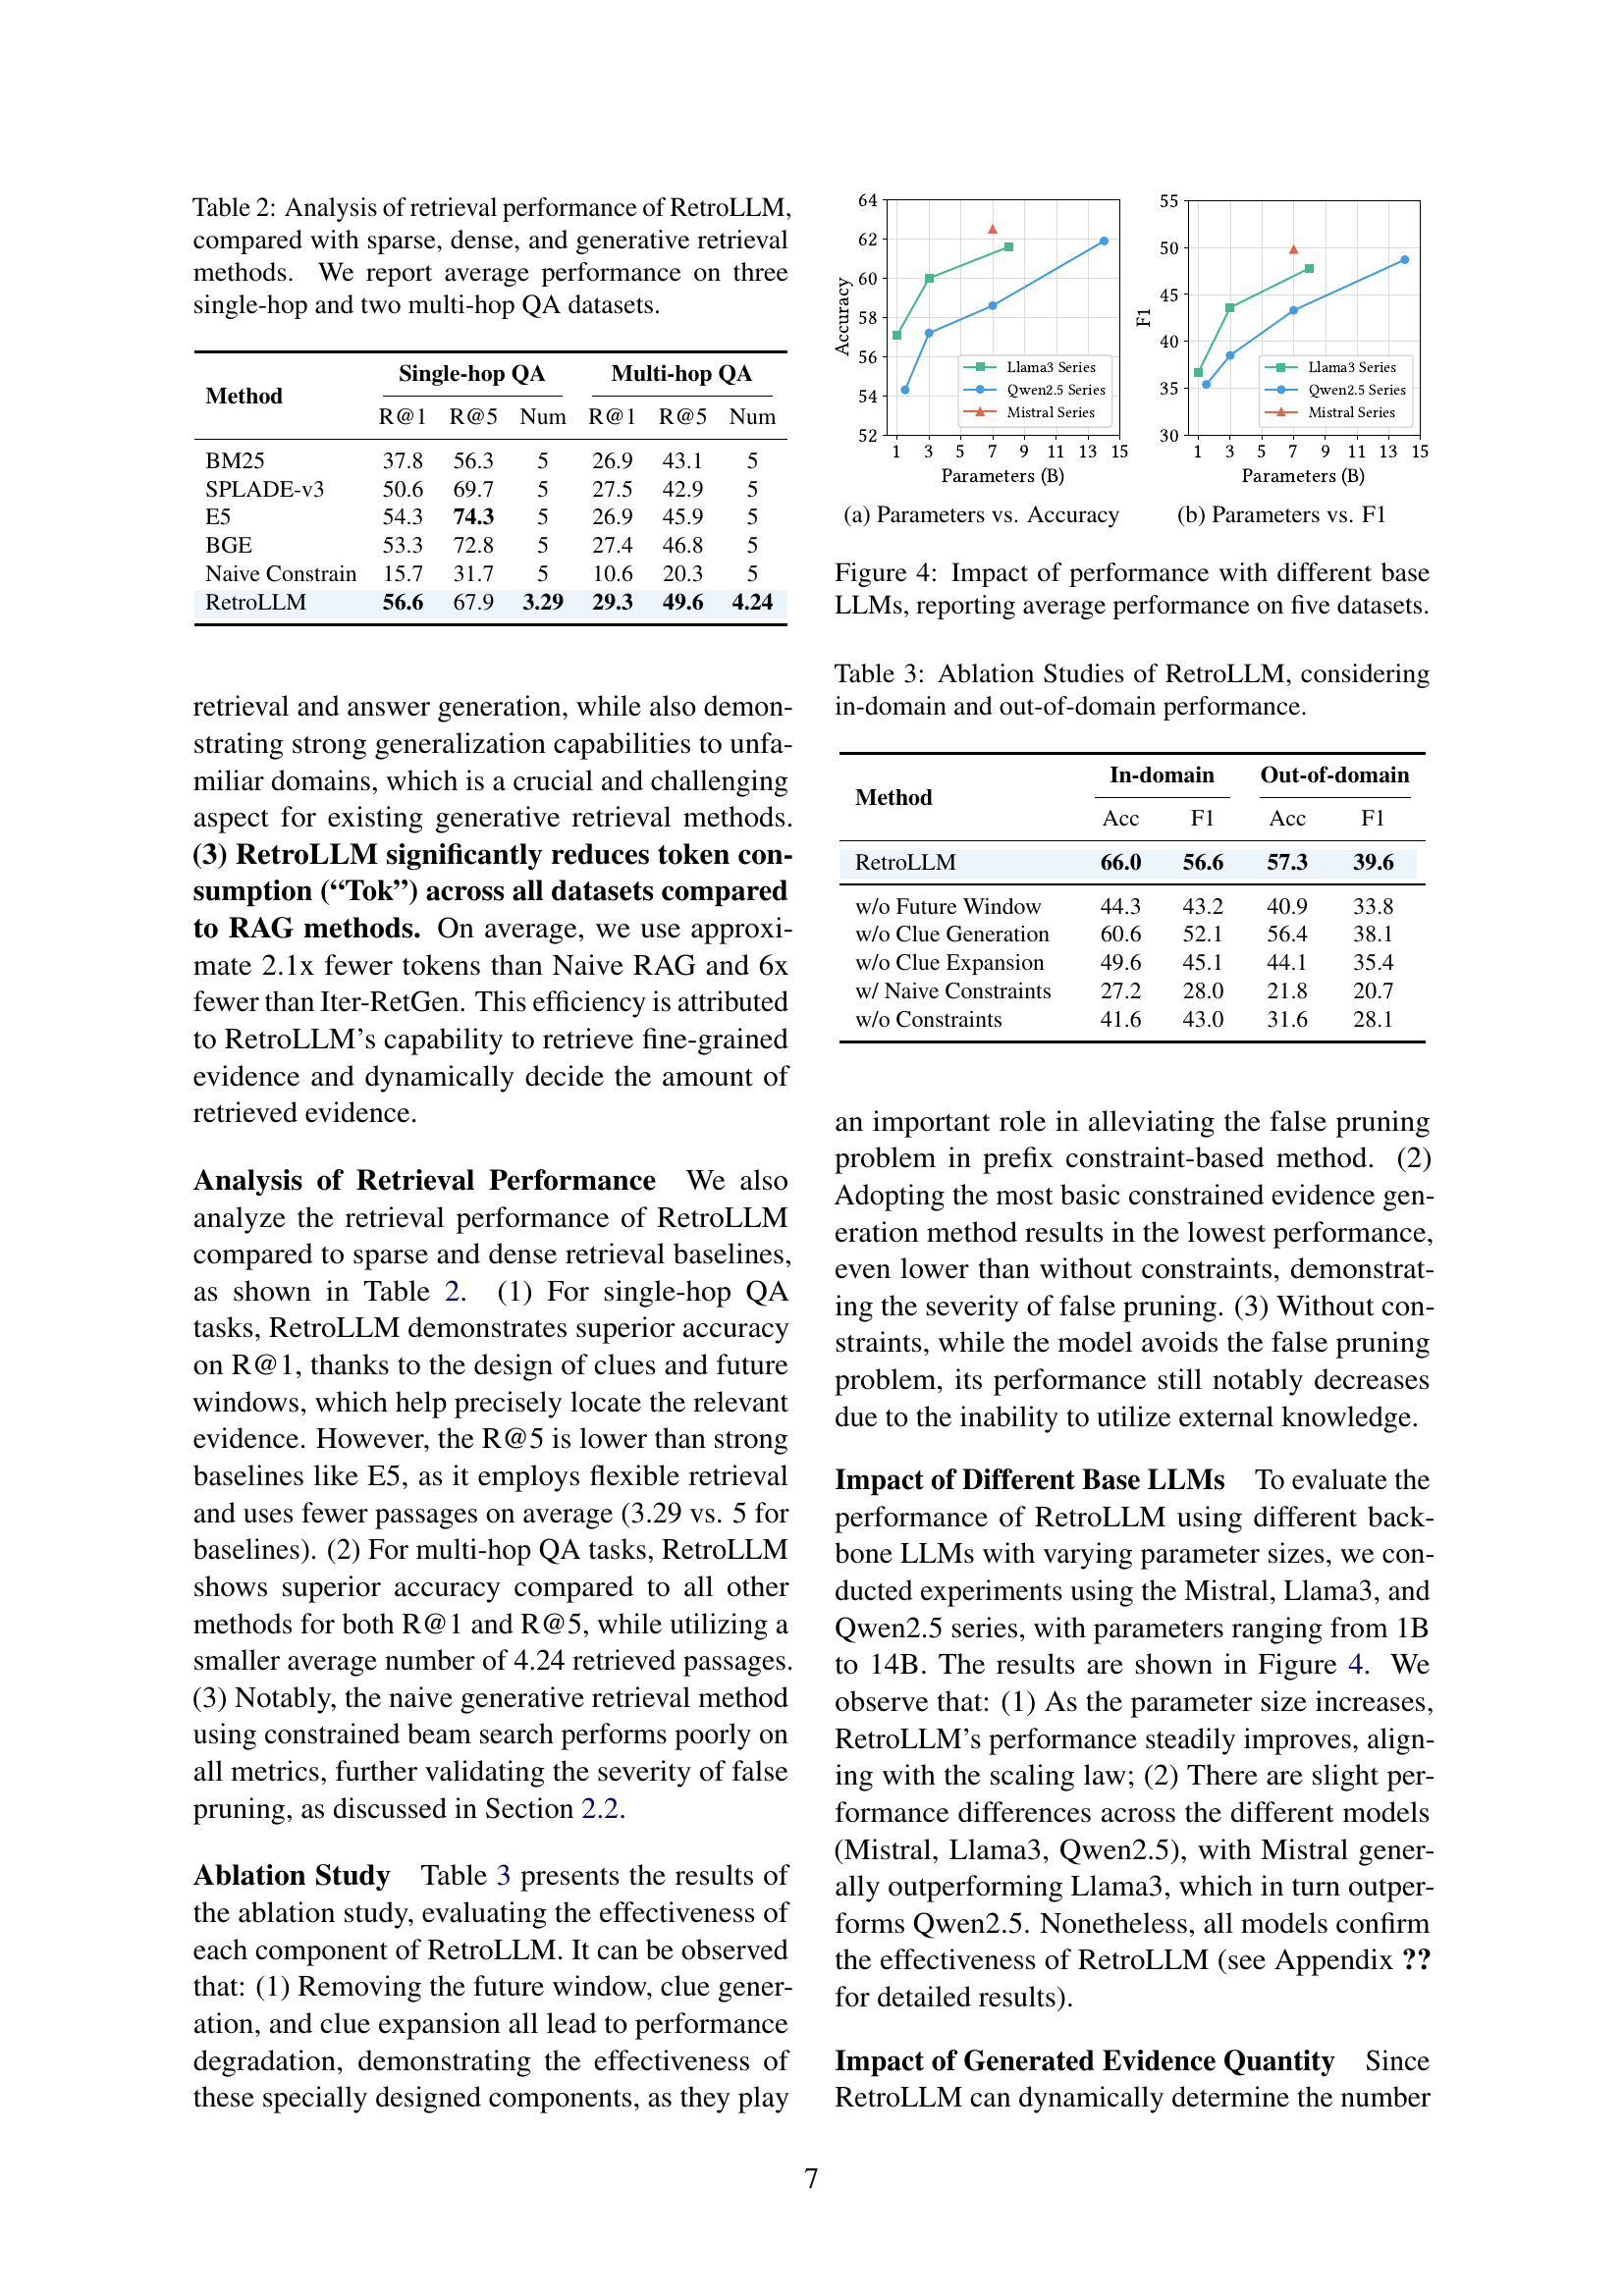 Table 2: Analysis of retrieval performance of RetroLLM,
compared with sparse, dense, and generative retrieval
methods. We report average performance on three
single-hop and two multi-hop QA datasets.
Method Single-hop QA Multi-hop QA
R@1 R@5 Num R@1 R@5 Num
BM25 37.8 56.3 5 26.9 43.1 5
SPLADE-v3 50.6 69.7 5 27.5 42.9 5
E5 54.3 74.3 5 26.9 45.9 5
BGE 53.3 72.8 5 27.4 46.8 5
Naive Constrain 15.7 31.7 5 10.6 20.3 5
RetroLLM 56.6 67.9 3.29 29.3 49.6 4.24
retrieval and answer generation, while also demon-
strating strong generalization capabilities to unfa-
miliar domains, which is a crucial and challenging
aspect for existing generative retrieval methods.
(3) RetroLLM significantly reduces token con-
sumption (“Tok”) across all datasets compared
to RAG methods. On average, we use approxi-
mate 2.1x fewer tokens than Naive RAG and 6x
fewer than Iter-RetGen. This efficiency is attributed
to RetroLLM’s capability to retrieve fine-grained
evidence and dynamically decide the amount of
retrieved evidence.
Analysis of Retrieval Performance We also
analyze the retrieval performance of RetroLLM
compared to sparse and dense retrieval baselines,
as shown in Table 2. (1) For single-hop QA
tasks, RetroLLM demonstrates superior accuracy
on R@1, thanks to the design of clues and future
windows, which help precisely locate the relevant
evidence. However, the R@5 is lower than strong
baselines like E5, as it employs flexible retrieval
and uses fewer passages on average (3.29 vs. 5 for
baselines). (2) For multi-hop QA tasks, RetroLLM
shows superior accuracy compared to all other
methods for both R@1 and R@5, while utilizing a
smaller average number of 4.24 retrieved passages.
(3) Notably, the naive generative retrieval method
using constrained beam search performs poorly on
all metrics, further validating the severity of false
pruning, as discussed in Section 2.2.
Ablation Study Table 3 presents the results of
the ablation study, evaluating the effectiveness of
each component of RetroLLM. It can be observed
that: (1) Removing the future window, clue gener-
ation, and clue expansion all lead to performance
degradation, demonstrating the effectiveness of
these specially designed components, as they play
64
62
60
58
56
54
52
Accuracy
1 3 5 7 9 11 13 15
Parameters (B)
Llama3 Series
Qwen2.5 Series
Mistral Series
(a) Parameters vs. Accuracy
55
50
45
40
35
30
F1
1 3 5 7 9 11 13 15
Parameters (B)
Llama3 Series
Qwen2.5 Series
Mistral Series
(b) Parameters vs. F1
Figure 4: Impact of performance with different base
LLMs, reporting average performance on five datasets.
Table 3: Ablation Studies of RetroLLM, considering
in-domain and out-of-domain performance.
Method In-domain Out-of-domain
Acc F1 Acc F1
RetroLLM 66.0 56.6 57.3 39.6
w/o Future Window 44.3 43.2 40.9 33.8
w/o Clue Generation 60.6 52.1 56.4 38.1
w/o Clue Expansion 49.6 45.1 44.1 35.4
w/ Naive Constraints 27.2 28.0 21.8 20.7
w/o Constraints 41.6 43.0 31.6 28.1
an important role in alleviating the false pruning
problem in prefix constraint-based method. (2)
Adopting the most basic constrained evidence gen-
eration method results in the lowest performance,
even lower than without constraints, demonstrat-
ing the severity of false pruning. (3) Without con-
straints, while the model avoids the false pruning
problem, its performance still notably decreases
due to the inability to utilize external knowledge.
Impact of Different Base LLMs To evaluate the
performance of RetroLLM using different back-
bone LLMs with varying parameter sizes, we con-
ducted experiments using the Mistral, Llama3, and
Qwen2.5 series, with parameters ranging from 1B
to 14B. The results are shown in Figure 4. We
observe that: (1) As the parameter size increases,
RetroLLM’s performance steadily improves, align-
ing with the scaling law; (2) There are slight per-
formance differences across the different models
(Mistral, Llama3, Qwen2.5), with Mistral gener-
ally outperforming Llama3, which in turn outper-
forms Qwen2.5. Nonetheless, all models confirm
the effectiveness of RetroLLM (see Appendix ??
for detailed results).
Impact of Generated Evidence Quantity Since
RetroLLM can dynamically determine the number
7